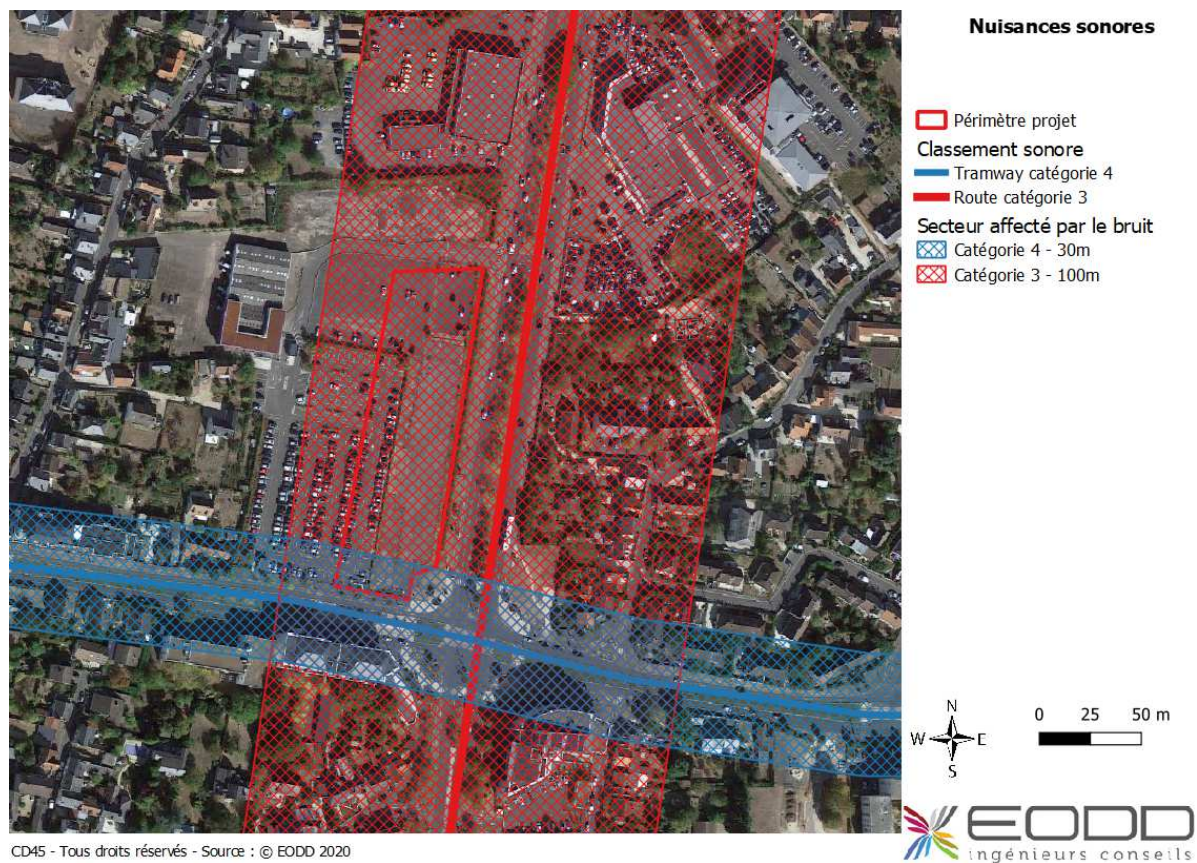 Nuisances sonores
Périmètre projet
Classement sonore
Tramway catégorie 4
Route catégorie 3
Secteur affecté par le bruit
Catégorie 4 - 30m
Catégorie 3 - 100m
N
W E
S
0 25 50 m
EODD
ingénieurs conseils
CD45 - Tous droits réservés - Source : © EODD 2020